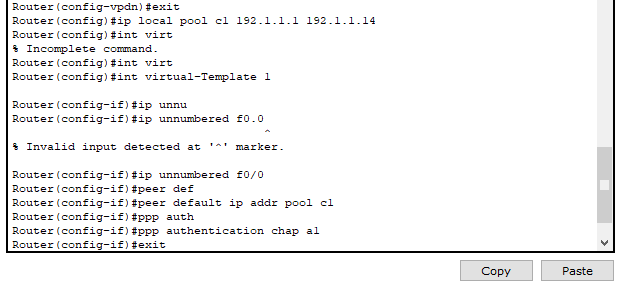 Router(config-vpdn)#exit
Router(config)#ip local pool cl 192.1.1.1 192.1.1.14
Router(config)#int virt
% Incomplete command.
Router(config)#int virt
Router(config)#int virtual-Template 1
Router(config-if)#ip unnu
Router(config-if)#ip unnumbered f0.0
^
% Invalid input detected at '^' marker.
Router(config-if)#ip unnumbered f0/0
Router(config-if)#peer def
Router(config-if)#peer default ip addr pool cl
Router(config-if)#ppp auth
Router(config-if)#ppp authentication chap al
Router(config-if)#exit
Copy
Paste